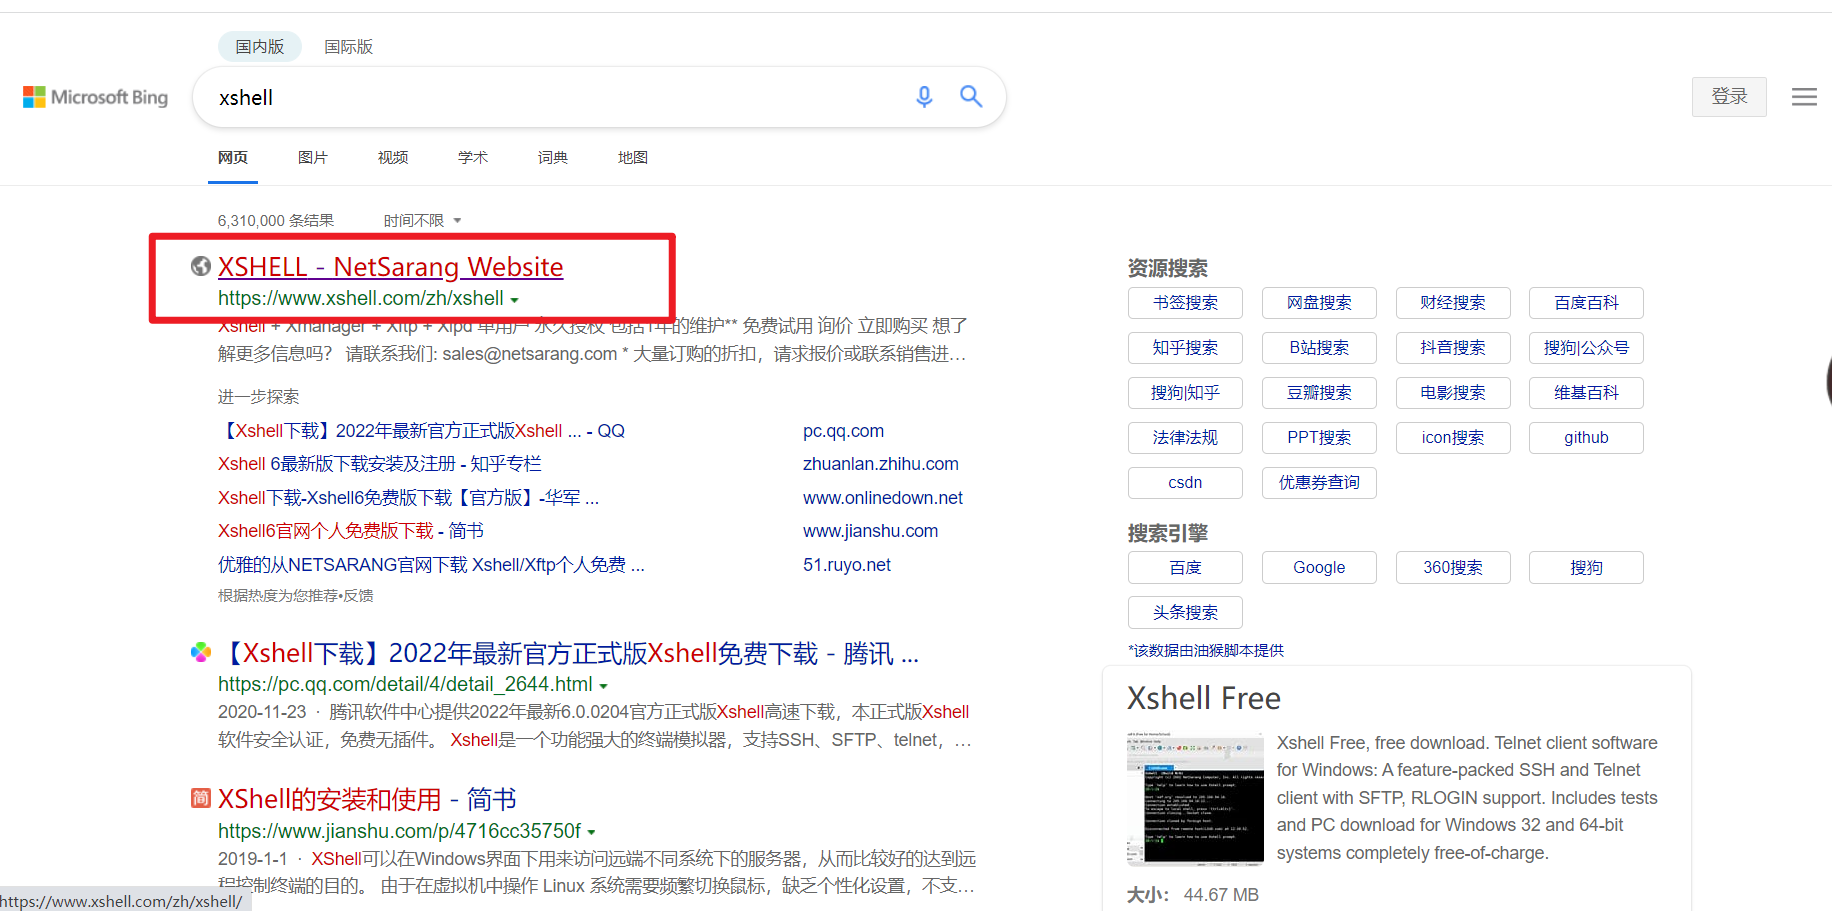 国内版 国际版
Microsoft Bing
xshell
登录
网页 图片 视频 学术 词典 地图
6,310,000 条结果 时间不限
XSHELL - NetSarang Website
https://www.xshell.com/zh/xshell
Xshell + Xmanager + Xftp + Xlpd 单用户 永久授权 包括1年的维护** 免费试用 询价 立即购买 想了
解更多信息吗？ 请联系我们: sales@netsarang.com * 大量订购的折扣，请求报价或联系销售进…
进一步探索
【Xshell下载】2022年最新官方正式版Xshell ... - QQ pc.qq.com
Xshell 6最新版下载安装及注册 - 知乎专栏 zhuanlan.zhihu.com
Xshell下载-Xshell6免费版下载【官方版】-华军 ... www.onlinedown.net
Xshell6官网个人免费版下载 - 简书 www.jianshu.com
优雅的从NETSARANG官网下载 Xshell/Xftp个人免费 ... 51.ruyo.net
根据热度为您推荐•反馈
【Xshell下载】2022年最新官方正式版Xshell免费下载 - 腾讯 ...
https://pc.qq.com/detail/4/detail_2644.html
2020-11-23 · 腾讯软件中心提供2022年最新6.0.0204官方正式版Xshell高速下载，本正式版Xshell
软件安全认证，免费无插件。 Xshell是一个功能强大的终端模拟器，支持SSH、SFTP、telnet，…
简
XShell的安装和使用 - 简书
https://www.jianshu.com/p/4716cc35750f
2019-1-1 · XShell可以在Windows界面下用来访问远端不同系统下的服务器，从而比较好的达到远
程控制终端的目的。 由于在虚拟机中操作 Linux 系统需要频繁切换鼠标，缺乏个性化设置，不支…
https://www.xshell.com/zh/xshell/
资源搜索
书签搜索 网盘搜索 财经搜索 百度百科
知乎搜索 B站搜索 抖音搜索 搜狗|公众号
搜狗|知乎 豆瓣搜索 电影搜索 维基百科
法律法规 PPT搜索 icon搜索 github
csdn 优惠券查询
搜索引擎
百度 Google 360搜索 搜狗
头条搜索
*该数据由油猴脚本提供
Xshell Free
Xshell Free, free download. Telnet client software
for Windows: A feature-packed SSH and Telnet
client with SFTP, RLOGIN support. Includes tests
and PC download for Windows 32 and 64-bit
systems completely free-of-charge.
大小： 44.67 MB